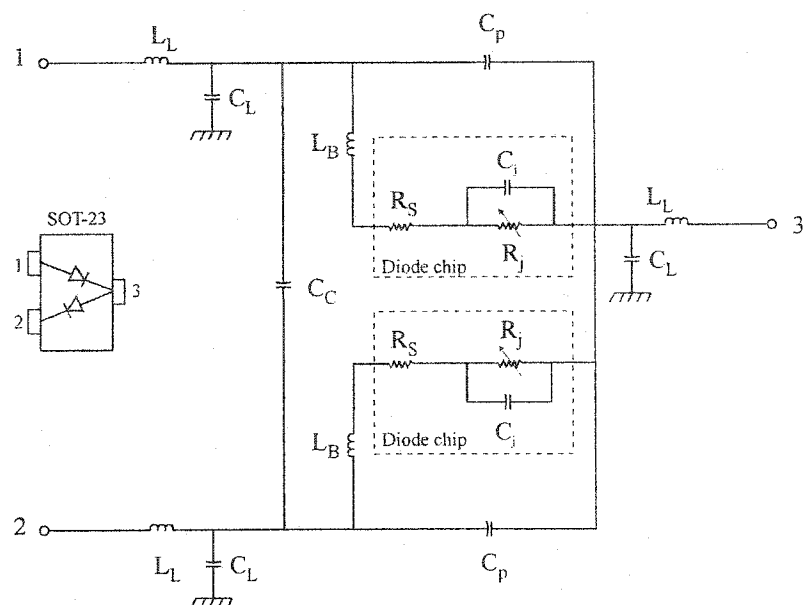 L_L
C_p
1
C_L
L_B
C_j
R_S
L_L
SOT-23
R_j
3
1
3
Diode chip
C_L
2
C_C
R_S
R_j
L_B
Diode chip
C_j
2
L_L
C_L
C_p